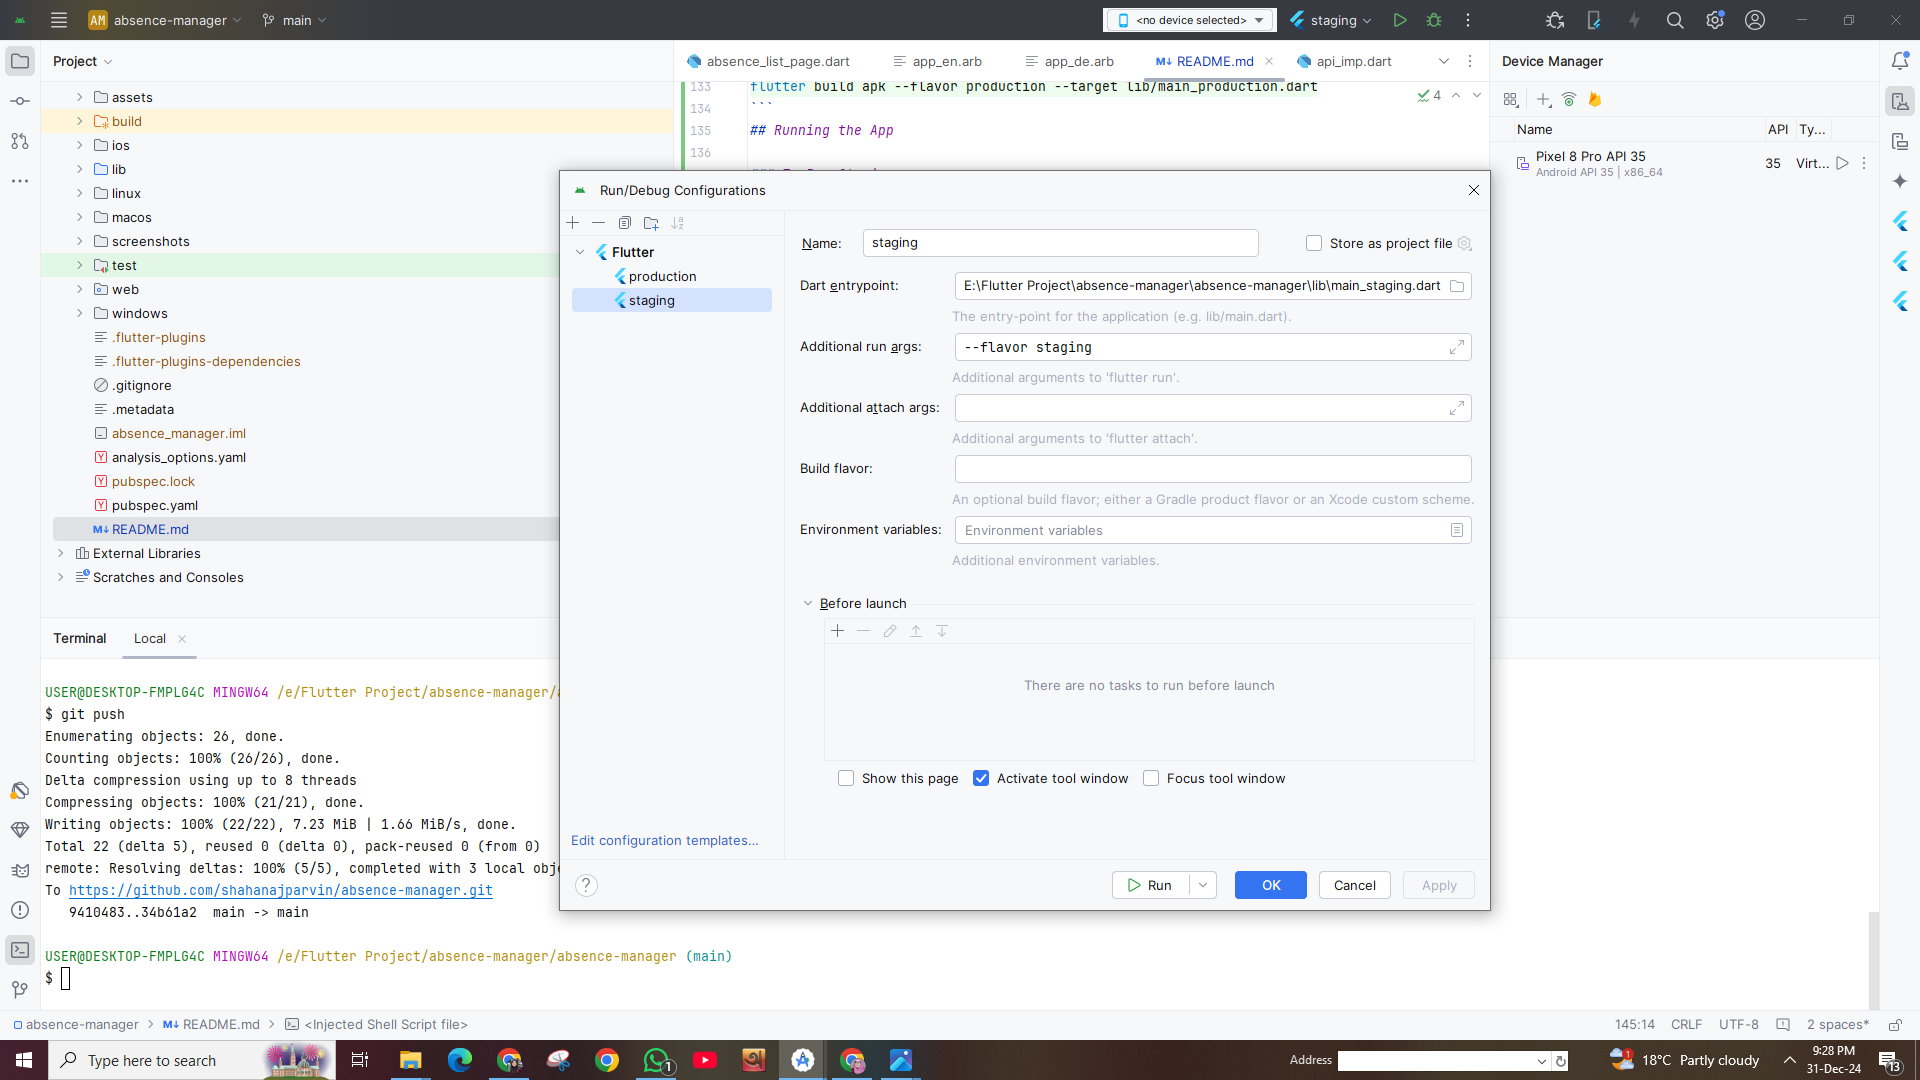 AM absence-manager main
<no device selected> staging
Project
absence_list_page.dart app_en.arb app_de.arb README.md api_imp.dart
Device Manager
assets
build
ios
lib
linux
macos
screenshots
test
web
windows
.flutter-plugins
.flutter-plugins-dependencies
.gitignore
.metadata
absence_manager.iml
analysis_options.yaml
pubspec.lock
pubspec.yaml
README.md
External Libraries
Scratches and Consoles
133 flutter build apk --flavor production --target lib/main_production.dart
134 ```
135 ## Running the App
136
4
Name API Ty...
Pixel 8 Pro API 35 35 Virt...
Android API 35 | x86_64
Run/Debug Configurations
Flutter
production
staging
Edit configuration templates...
Name: staging Store as project file
Dart entrypoint: E:\Flutter Project\absence-manager\absence-manager\lib\main_staging.dart
The entry-point for the application (e.g. lib/main.dart).
Additional run args: --flavor staging
Additional arguments to 'flutter run'.
Additional attach args:
Additional arguments to 'flutter attach'.
Build flavor:
An optional build flavor; either a Gradle product flavor or an Xcode custom scheme.
Environment variables: Environment variables
Additional environment variables.
Before launch
There are no tasks to run before launch
Show this page Activate tool window Focus tool window
? Run OK Cancel Apply
Terminal Local
USER@DESKTOP-FMPLG4C MINGW64 /e/Flutter Project/absence-manager/
$ git push
Enumerating objects: 26, done.
Counting objects: 100% (26/26), done.
Delta compression using up to 8 threads
Compressing objects: 100% (21/21), done.
Writing objects: 100% (22/22), 7.23 MiB | 1.66 MiB/s, done.
Total 22 (delta 5), reused 0 (delta 0), pack-reused 0 (from 0)
remote: Resolving deltas: 100% (5/5), completed with 3 local obj
To https://github.com/shahanajparvin/absence-manager.git
9410483..34b61a2 main -> main
USER@DESKTOP-FMPLG4C MINGW64 /e/Flutter Project/absence-manager/absence-manager (main)
$
absence-manager > README.md > <Injected Shell Script file>
145:14 CRLF UTF-8 2 spaces*
Type here to search
1
Address
1
18°C Partly cloudy
9:28 PM
31-Dec-24
13